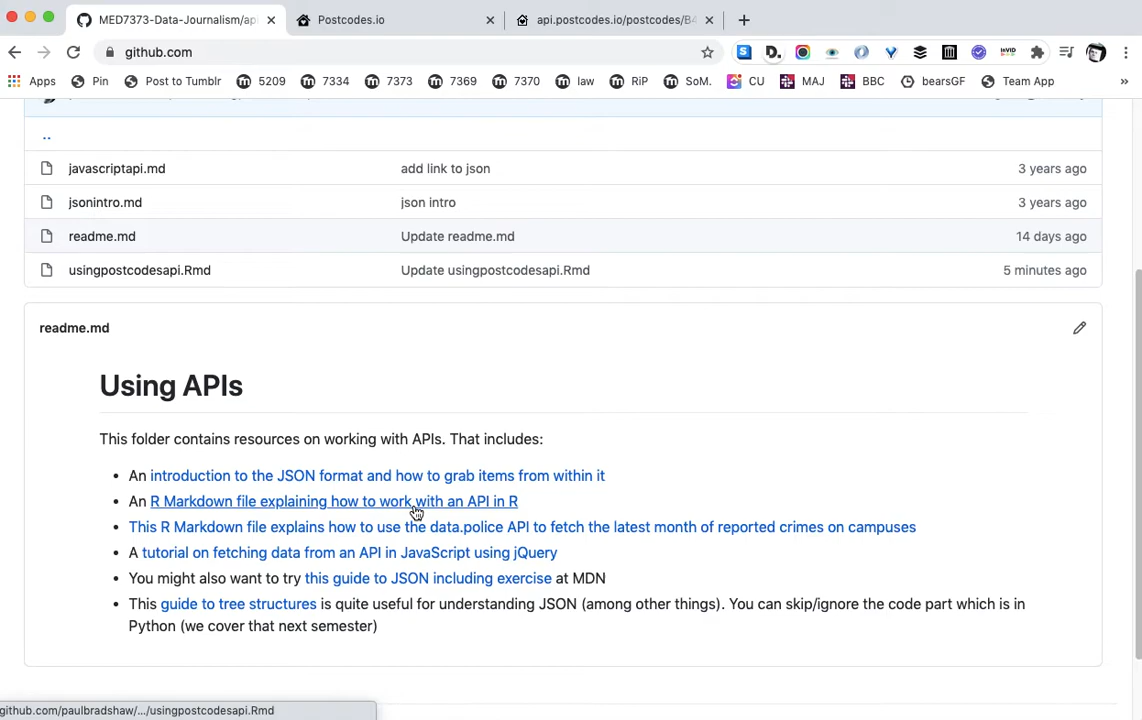 MED7373-Data-Journalism/api
Postcodes.io
api.postcodes.io/postcodes/B4
github.com
Apps
Pin
Post to Tumblr
5209
7334
7373
7369
7370
law
RiP
SoM.
CU
MAJ
BBC
bearsGF
Team App
..
javascriptapi.md add link to json 3 years ago
jsonintro.md json intro 3 years ago
readme.md Update readme.md 14 days ago
usingpostcodesapi.Rmd Update usingpostcodesapi.Rmd 5 minutes ago
readme.md
Using APIs
This folder contains resources on working with APIs. That includes:
• An introduction to the JSON format and how to grab items from within it
• An R Markdown file explaining how to work with an API in R
• This R Markdown file explains how to use the data.police API to fetch the latest month of reported crimes on campuses
• A tutorial on fetching data from an API in JavaScript using jQuery
• You might also want to try this guide to JSON including exercise at MDN
• This guide to tree structures is quite useful for understanding JSON (among other things). You can skip/ignore the code part which is in
Python (we cover that next semester)
github.com/paulbradshaw/.../usingpostcodesapi.Rmd